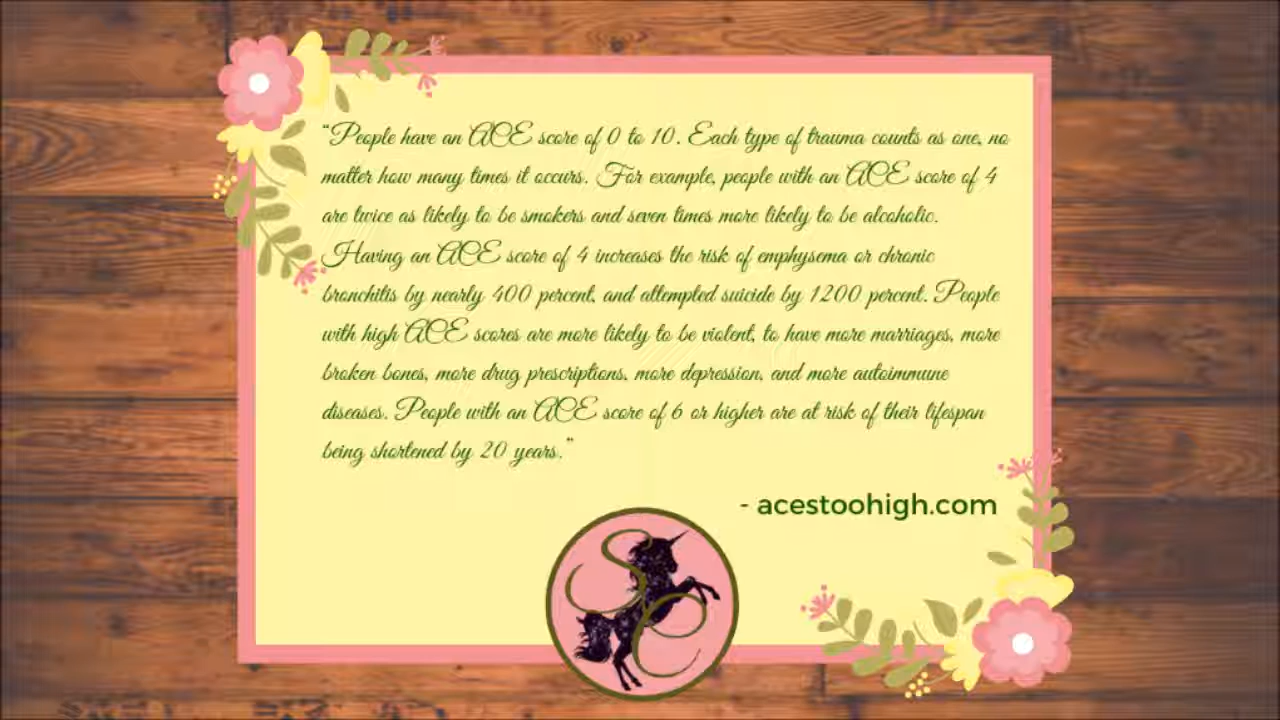 “People have an ACE score of 0 to 10. Each type of trauma counts as one, no
matter how many times it occurs. For example, people with an ACE score of 4
are twice as likely to be smokers and seven times more likely to be alcoholic.
Having an ACE score of 4 increases the risk of emphysema or chronic
bronchitis by nearly 400 percent, and attempted suicide by 1200 percent. People
with high ACE scores are more likely to be violent, to have more marriages, more
broken bones, more drug prescriptions, more depression, and more autoimmune
diseases. People with an ACE score of 6 or higher are at risk of their lifespan
being shortened by 20 years.”
- acestoohigh.com
SC